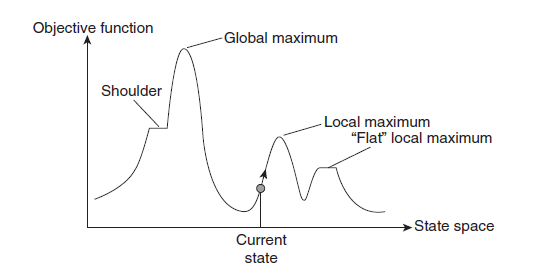 Objective function
Global maximum
Shoulder
Local maximum
“Flat” local maximum
State space
Current
state